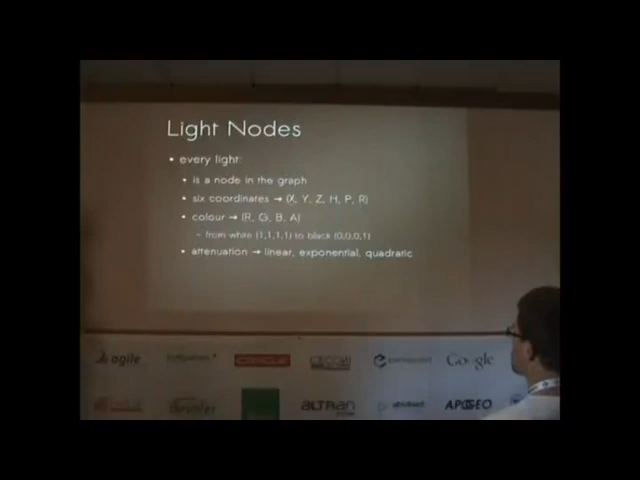 Light Nodes
• every light:
• is a node in the graph
• six coordinates → (X, Y, Z, H, P, R)
• colour → (R, G, B, A)
– from white (1,1,1,1) to black (0,0,0,1)
• attenuation → linear, exponential, quadratic
agile
Google
develer
ALTRAN
APOGEO